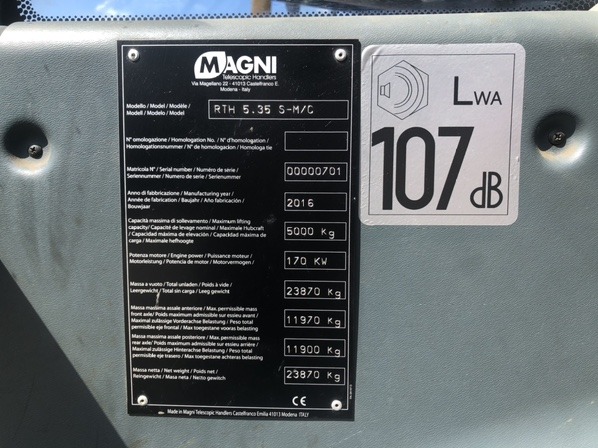 MAGNI
Telescopic Handlers
Via Magellano 22 - 41013 Castelfranco E.
Modena - Italy
Modello / Model / Modèle /
Modell / Modelo / Model
RTH 5.35 S-M/C
N° omologazione / Homologation No. / N° d'homologation /
Homologationsnummer / N° de homologacion / Homologa tie
Matricola N° / Serial number / Numéro de série /
Seriennummer / Numero de serie / Serienummer
00000701
Anno di fabbricazione / Manufacturing year /
Année de fabrication / Baujahr / Año fabricación /
Bouwjaar
2016
Capacità massima di sollevamento / Maximum lifting
capacity/ Capacité de levage nominal / Maximale Hubcraft
/ Capacidad máxima de elevación / Capacidad máxima de
carga / Maximale hefhoogte
5000 Kg
Potenza motore / Engine power / Puissance moteur /
Motorleistung / Potencia de motor / Motorvermogen /
170 KW
Massa a vuoto / Total unladen / Poids à vide /
Leergewicht / Total sin carga / Leeg gewicht
23870 Kg
Massa massima assale anteriore / Max. permissible mass
front axle/ Poids maximum admissible sur essieu avant /
Maximal zulässige Vorderachse Belastung / Peso total
permissible eje frontal / Max toegestane vooras Belasting
11970 Kg
Massa massima assale posteriore / Max. permissible mass
rear axle/ Poids maximum admissible sur essieu arrière /
Maximal zulässige Hinterachse Belastung / Peso total
permissible eje trasero / Max toegestane achteras belasting
11900 Kg
Massa netta / Net weight / Poids net /
Reingewicht / Masa neta / Netto gewitch
23870 Kg
CE
Made in Magni Telescopic Handlers Castelfranco Emilia 41013 Modena ITALY
LWA
107 dB